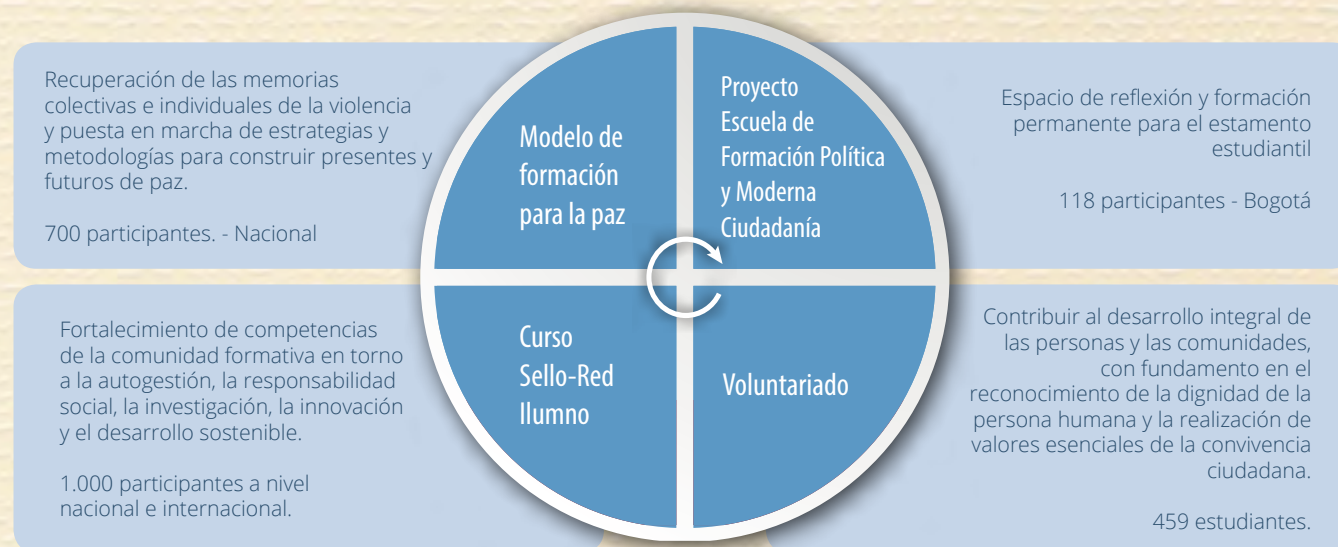 Recuperación de las memorias
colectivas e individuales de la violencia
y puesta en marcha de estrategias y
metodologías para construir presentes y
futuros de paz.
700 participantes. - Nacional
Modelo de
formación
para la paz
Proyecto
Escuela de
Formación Política
y Moderna
Ciudadanía
Espacio de reflexión y formación
permanente para el estamento
estudiantil
118 participantes - Bogotá
Fortalecimiento de competencias
de la comunidad formativa en torno
a la autogestión, la responsabilidad
social, la investigación, la innovación
y el desarrollo sostenible.
1.000 participantes a nivel
nacional e internacional.
Curso
Sello-Red
Ilumno
Voluntariado
Contribuir al desarrollo integral de
las personas y las comunidades,
con fundamento en el
reconocimiento de la dignidad de la
persona humana y la realización de
valores esenciales de la convivencia
ciudadana.
459 estudiantes.